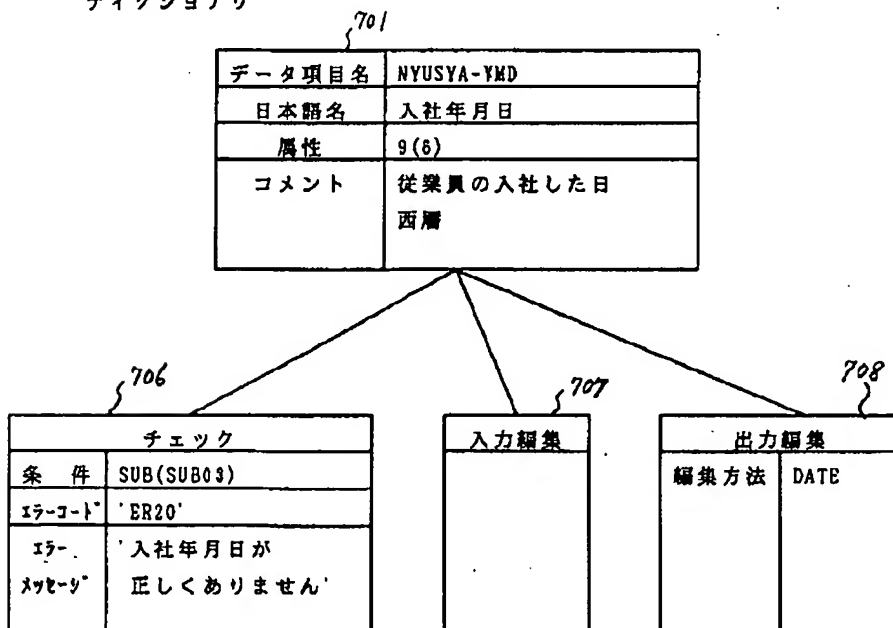 ディクショナリ
701
データ項目名 NYUSYA-YMD
日本語名 入社年月日
属性 9(6)
コメント 従業員の入社した日
西暦
706
707
708
チェック
条 件 SUB(SUB03)
エラーコード 'ER20'
エラー '入社年月日が
メッセージ 正しくありません'
入力編集
出力編集
編集方法 DATE